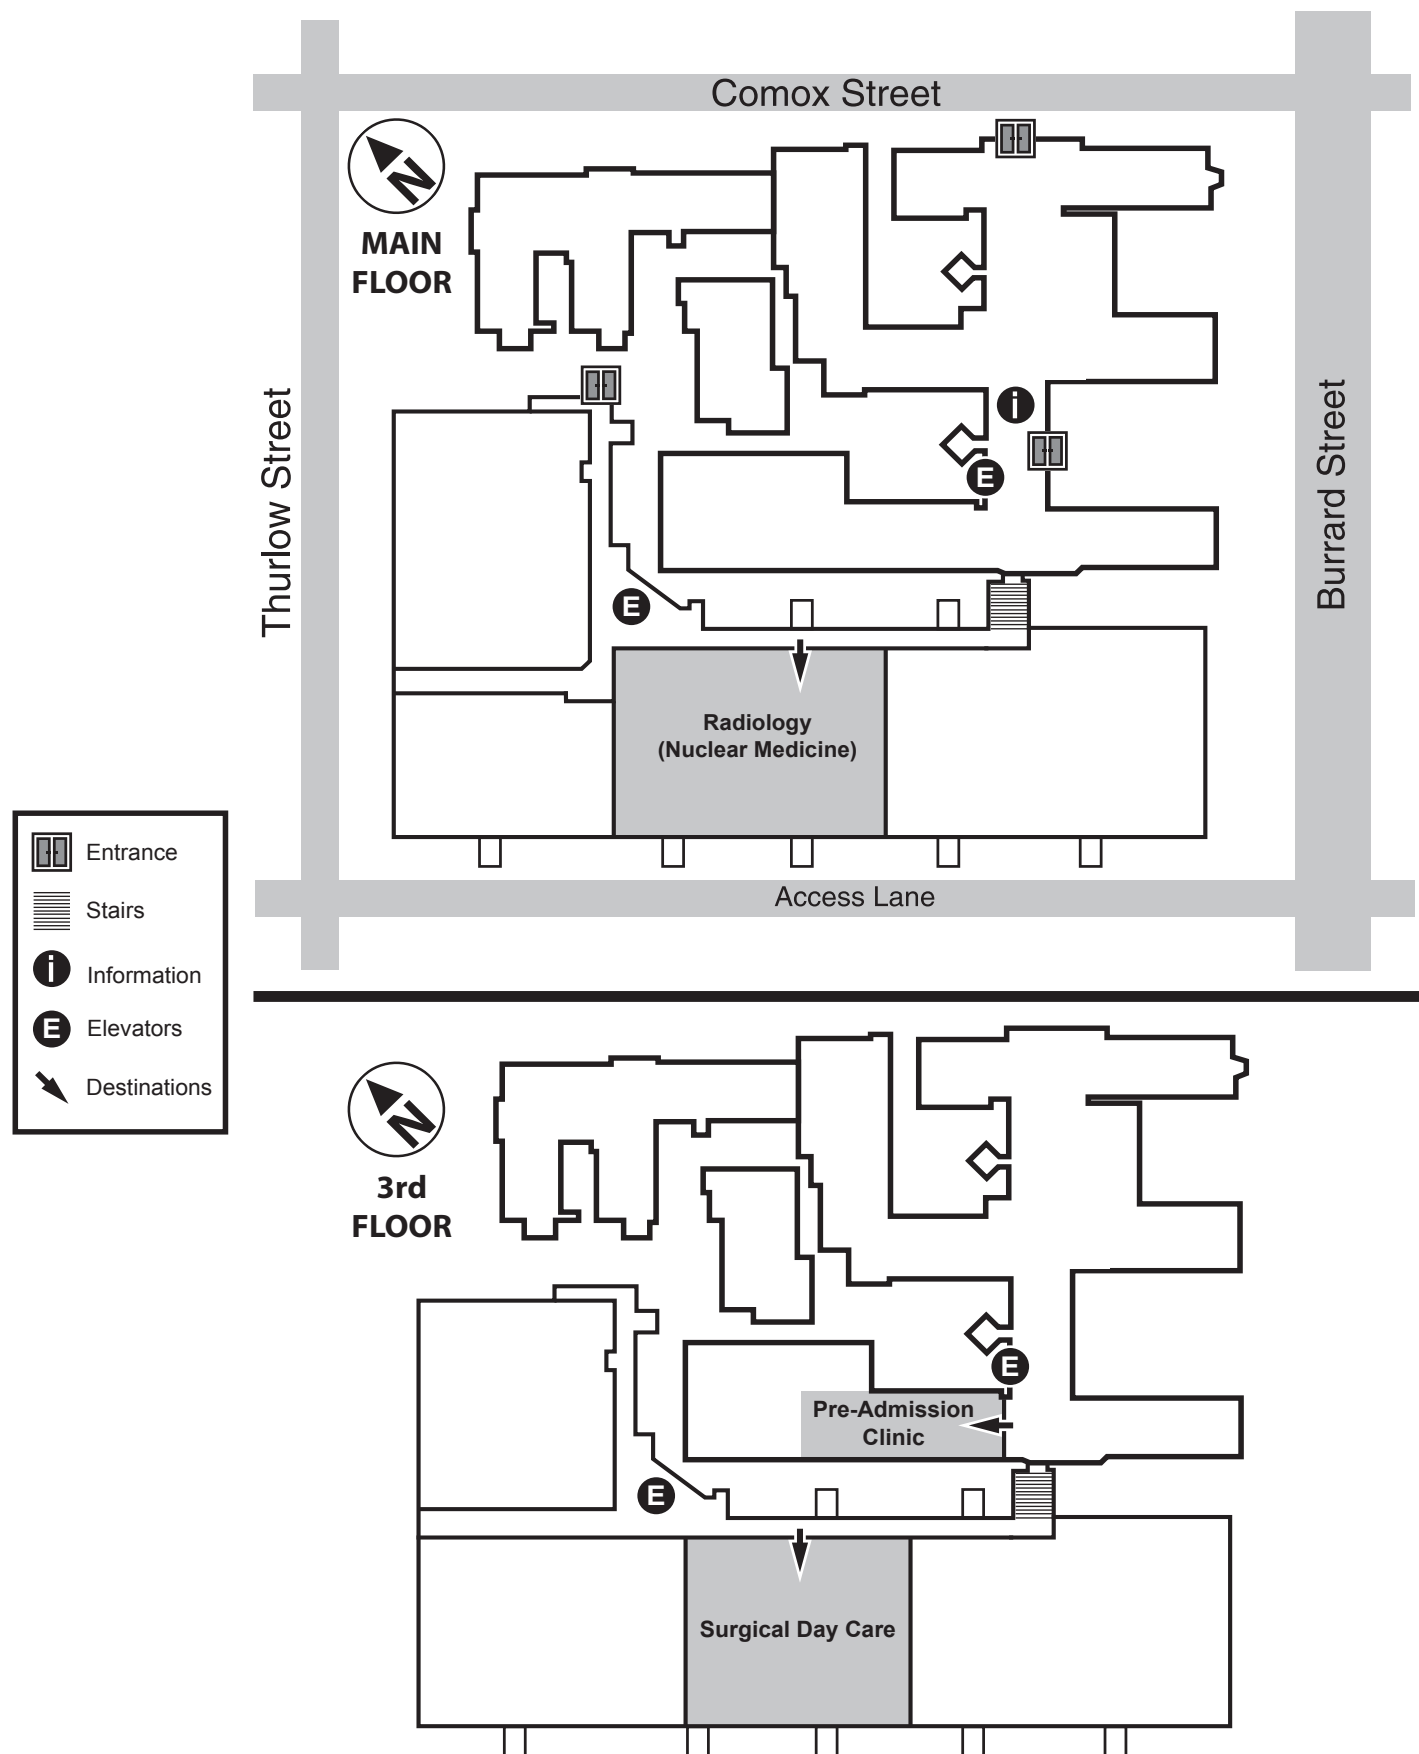 Comox Street
N
MAIN
FLOOR
Thurlow Street
Burrard Street
i
E
E
Radiology
(Nuclear Medicine)
Access Lane
Entrance
Stairs
i Information
E Elevators
Destinations
N
3rd
FLOOR
E
Pre-Admission
Clinic
E
Surgical Day Care